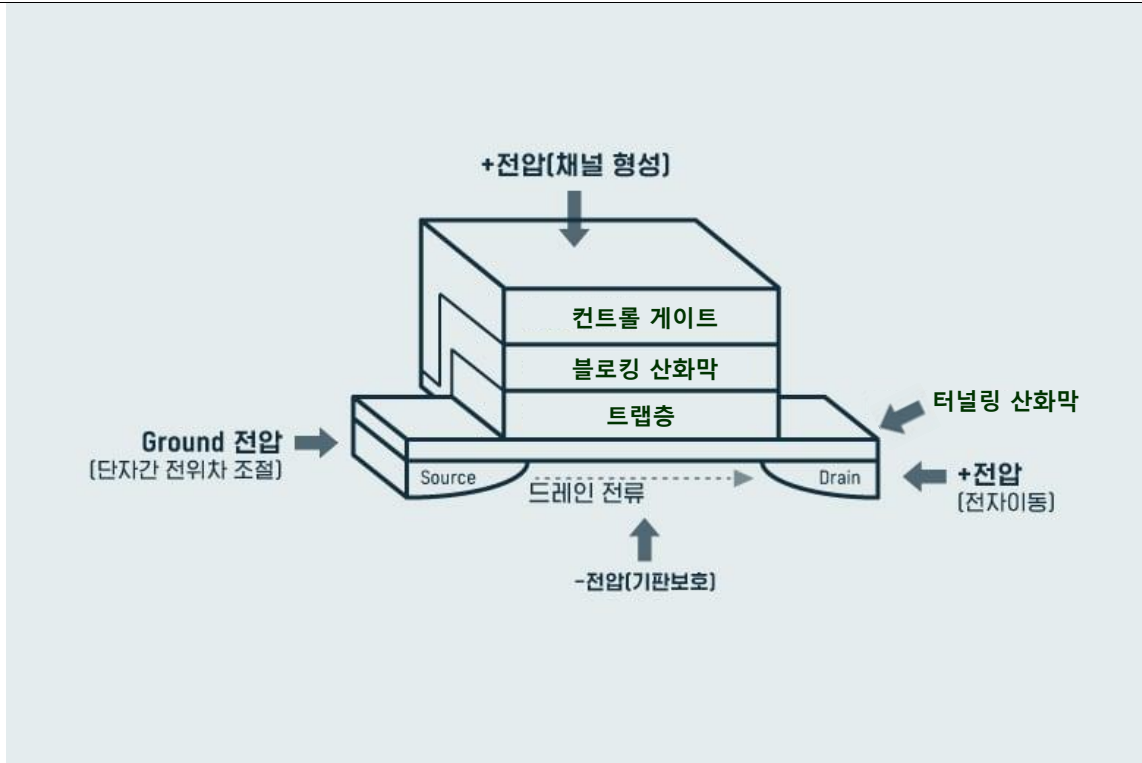 +전압(채널 형성)
컨트롤 게이트
블로킹 산화막
트랩층
터널링 산화막
Ground 전압
(단자간 전위차 조절)
Source
드레인 전류
Drain
+전압
(전자이동)
-전압(기판보호)